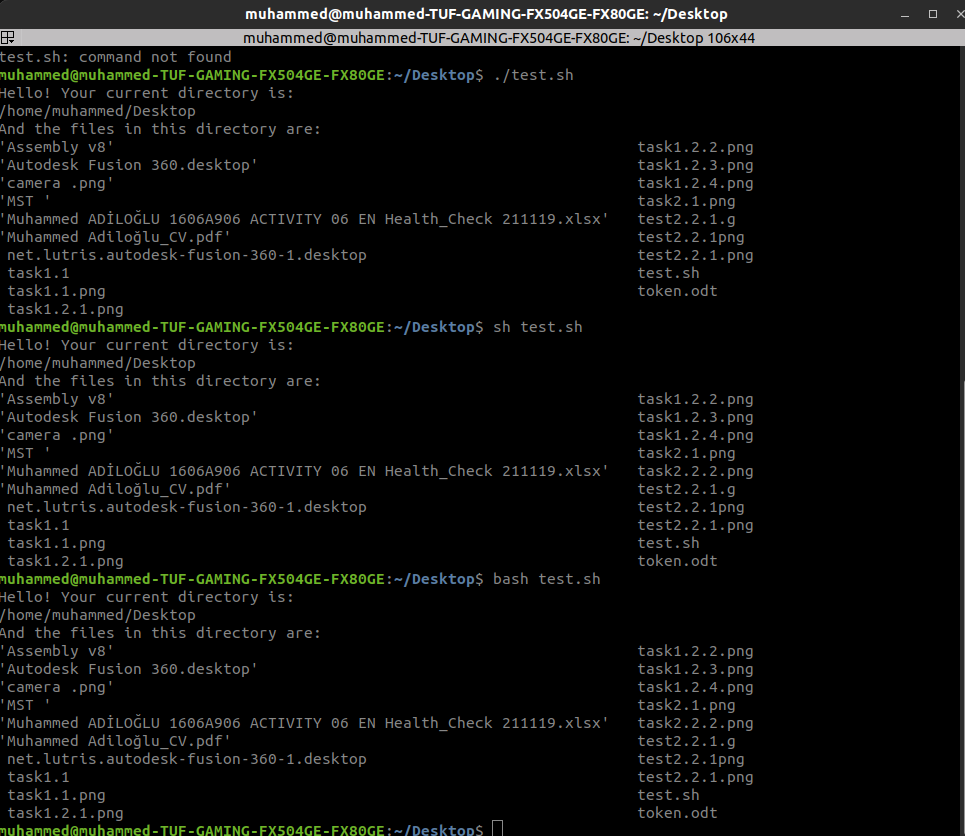 muhammed@muhammed-TUF-GAMING-FX504GE-FX80GE: ~/Desktop
muhammed@muhammed-TUF-GAMING-FX504GE-FX80GE: ~/Desktop 106x44
test.sh: command not found
muhammed@muhammed-TUF-GAMING-FX504GE-FX80GE:~/Desktop$ ./test.sh
Hello! Your current directory is:
/home/muhammed/Desktop
And the files in this directory are:
'Assembly v8' task1.2.2.png
'Autodesk Fusion 360.desktop' task1.2.3.png
'camera .png' task1.2.4.png
'MST ' task2.1.png
'Muhammed ADİLOĞLU 1606A906 ACTIVITY 06 EN Health_Check 211119.xlsx' test2.2.1.g
'Muhammed Adiloğlu_CV.pdf' test2.2.1png
net.lutris.autodesk-fusion-360-1.desktop test2.2.1.png
task1.1 test.sh
task1.1.png token.odt
task1.2.1.png
muhammed@muhammed-TUF-GAMING-FX504GE-FX80GE:~/Desktop$ sh test.sh
Hello! Your current directory is:
/home/muhammed/Desktop
And the files in this directory are:
'Assembly v8' task1.2.2.png
'Autodesk Fusion 360.desktop' task1.2.3.png
'camera .png' task1.2.4.png
'MST ' task2.1.png
'Muhammed ADİLOĞLU 1606A906 ACTIVITY 06 EN Health_Check 211119.xlsx' task2.2.2.png
'Muhammed Adiloğlu_CV.pdf' test2.2.1.g
net.lutris.autodesk-fusion-360-1.desktop test2.2.1png
task1.1 test2.2.1.png
task1.1.png test.sh
task1.2.1.png token.odt
muhammed@muhammed-TUF-GAMING-FX504GE-FX80GE:~/Desktop$ bash test.sh
Hello! Your current directory is:
/home/muhammed/Desktop
And the files in this directory are:
'Assembly v8' task1.2.2.png
'Autodesk Fusion 360.desktop' task1.2.3.png
'camera .png' task1.2.4.png
'MST ' task2.1.png
'Muhammed ADİLOĞLU 1606A906 ACTIVITY 06 EN Health_Check 211119.xlsx' task2.2.2.png
'Muhammed Adiloğlu_CV.pdf' test2.2.1.g
net.lutris.autodesk-fusion-360-1.desktop test2.2.1png
task1.1 test2.2.1.png
task1.1.png test.sh
task1.2.1.png token.odt
muhammed@muhammed-TUF-GAMING-FX504GE-FX80GE:~/Desktop$